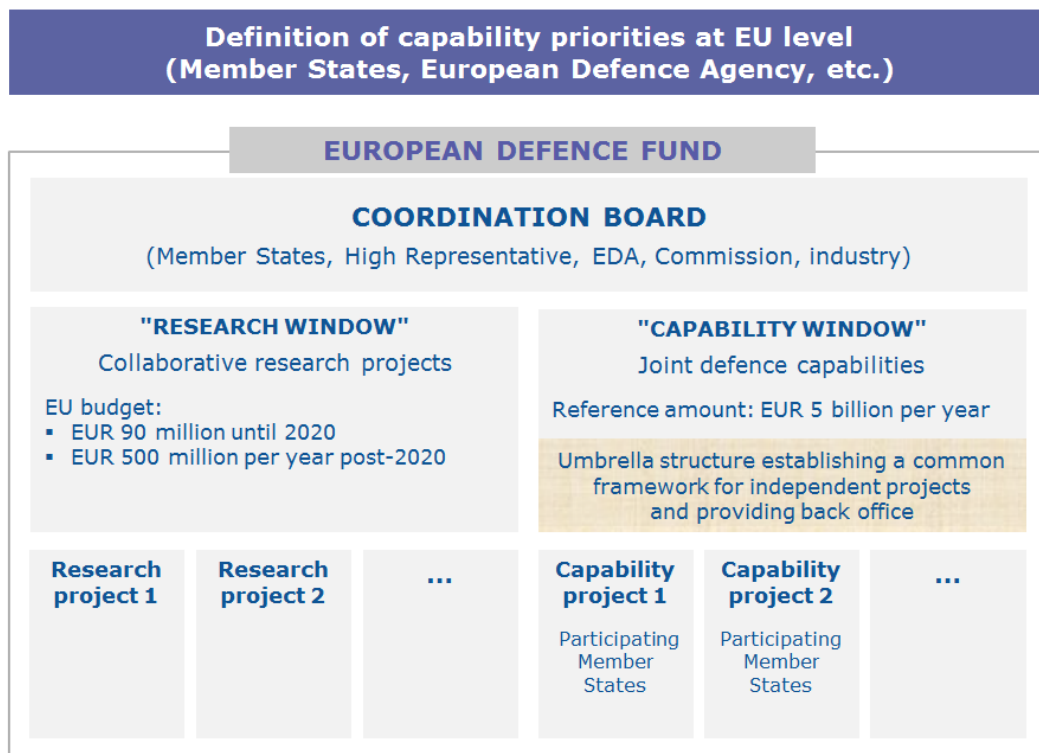 Definition of capability priorities at EU level
(Member States, European Defence Agency, etc.)
EUROPEAN DEFENCE FUND
COORDINATION BOARD
(Member States, High Representative, EDA, Commission, industry)
"RESEARCH WINDOW"
Collaborative research projects
EU budget:
▪ EUR 90 million until 2020
▪ EUR 500 million per year post-2020
"CAPABILITY WINDOW"
Joint defence capabilities
Reference amount: EUR 5 billion per year
Umbrella structure establishing a common
framework for independent projects
and providing back office
Research
project 1
Research
project 2
...
Capability
project 1
Participating
Member
States
Capability
project 2
Participating
Member
States
...